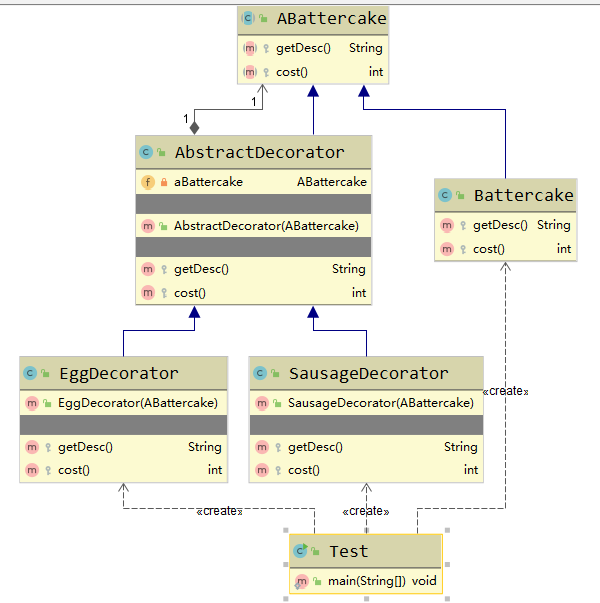 ABattercake
getDesc() String
cost() int
1
1
AbstractDecorator
aBattercake ABattercake
AbstractDecorator(ABattercake)
getDesc() String
cost() int
Battercake
getDesc() String
cost() int
EggDecorator
EggDecorator(ABattercake)
getDesc() String
cost() int
SausageDecorator
SausageDecorator(ABattercake)
getDesc() String
cost() int
«create»
«create»
«create»
Test
main(String[]) void